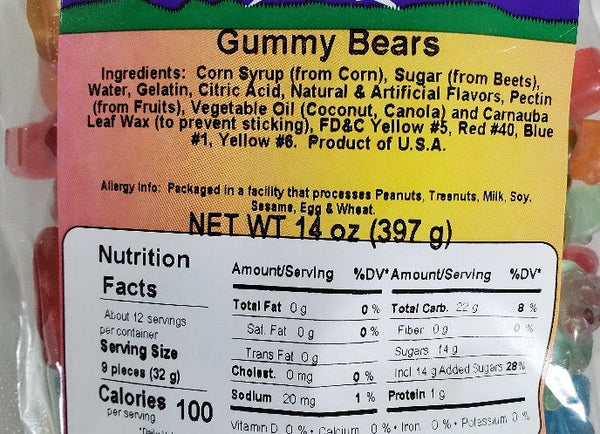 Gummy Bears
Ingredients: Corn Syrup (from Corn), Sugar (from Beets),
Water, Gelatin, Citric Acid, Natural & Artificial Flavors, Pectin
(from Fruits), Vegetable Oil (Coconut, Canola) and Carnauba
Leaf Wax (to prevent sticking), FD&C Yellow #5, Red #40, Blue
#1, Yellow #6. Product of U.S.A.
Allergy Info: Packaged in a facility that processes Peanuts, Treenuts, Milk, Soy,
Sesame, Egg & Wheat.
NET WT 14 oz (397 g)
Nutrition
Facts
About 12 servings
per container
Serving Size
9 pieces (32 g)
Calories 100
per serving
Amount/Serving %DV*
Total Fat 0 g 0 %
Sat. Fat 0 g 0 %
Trans Fat 0 g
Cholest. 0 mg 0 %
Sodium 20 mg 1 %
Amount/Serving %DV*
Total Carb. 22 g 8 %
Fiber 0 g 0 %
Sugars 14 g
Incl. 14 g Added Sugars 28%
Protein 1 g
Vitamin D 0 % • Calcium 0 % • Iron 0 % • Potassium 0 %